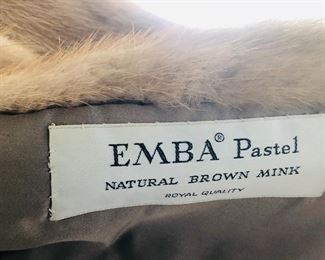 EMBA® Pastel
NATURAL BROWN MINK
ROYAL QUALITY